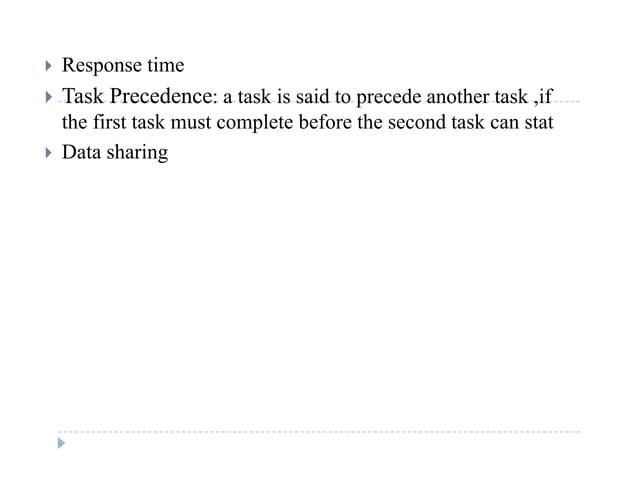 Response time
Task Precedence: a task is said to precede another task ,if
the first task must complete before the second task can stat
Data sharing